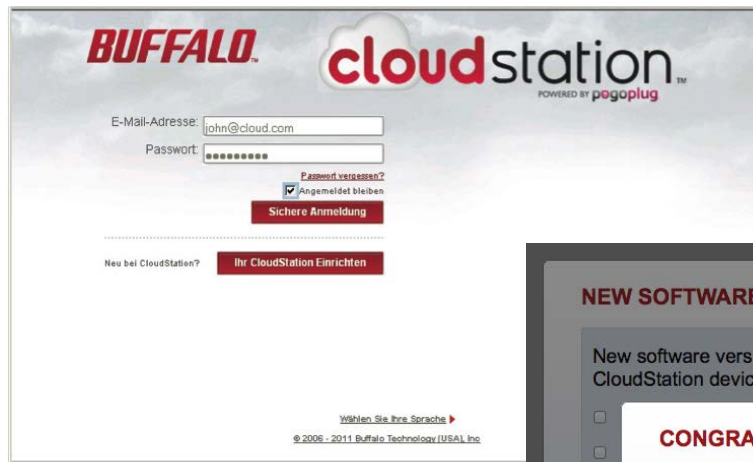 BUFFALO™
cloudstation™
POWERED BY pogoplug
E-Mail-Adresse: john@cloud.com
Passwort: ●●●●●●●●●
Passwort vergessen?
Angemeldet bleiben
Sichere Anmeldung
Neu bei CloudStation? Ihr CloudStation Einrichten
Wählen Sie Ihre Sprache
© 2006 - 2011 Buffalo Technology (USA), Inc
NEW SOFTWARE
New software vers
CloudStation devic
CONGRA